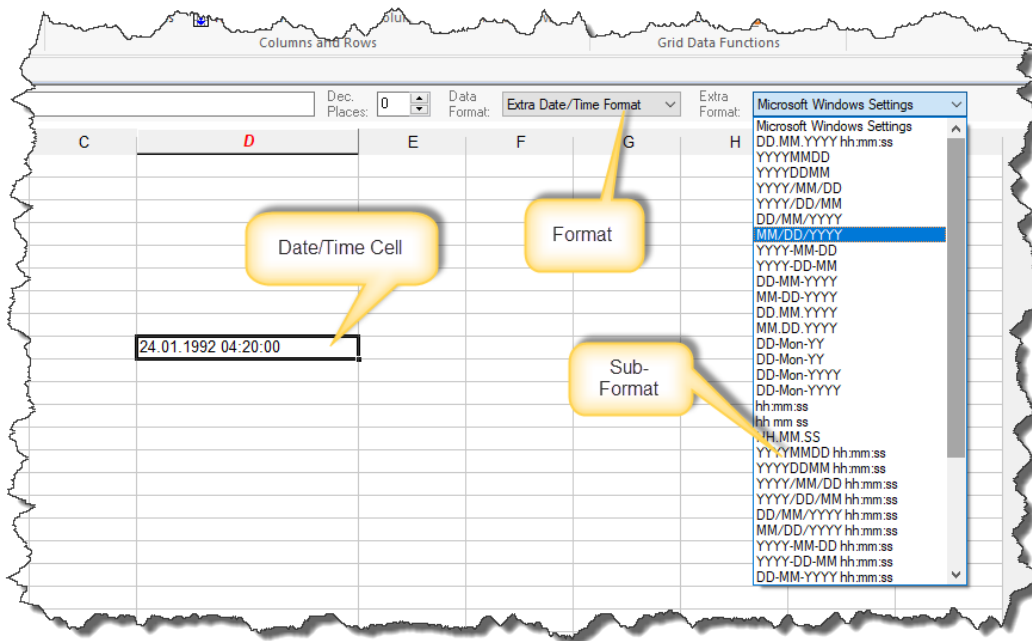 Columns and Rows
Grid Data Functions
Dec.
Places:
0
Data
Format:
Extra Date/Time Format
Extra
Format:
Microsoft Windows Settings
C
D
E
F
G
H
Microsoft Windows Settings
DD.MM.YYYY hh:mm:ss
YYYYMMDD
YYYYDDMM
YYYY/MM/DD
YYYY/DD/MM
DD/MM/YYYY
MM/DD/YYYY
YYYY-MM-DD
YYYY-DD-MM
DD-MM-YYYY
MM-DD-YYYY
DD.MM.YYYY
MM.DD.YYYY
DD-Mon-YY
DD-Mon-YY
DD-Mon-YYYY
DD-Mon-YYYY
hh:mm:ss
hh mm ss
HH.MM.SS
YYYYMMDD hh:mm:ss
YYYYDDMM hh:mm:ss
YYYY/MM/DD hh:mm:ss
YYYY/DD/MM hh:mm:ss
DD/MM/YYYY hh:mm:ss
MM/DD/YYYY hh:mm:ss
YYYY-MM-DD hh:mm:ss
YYYY-DD-MM hh:mm:ss
DD-MM-YYYY hh:mm:ss
Format
Date/Time Cell
24.01.1992 04:20:00
Sub-
Format